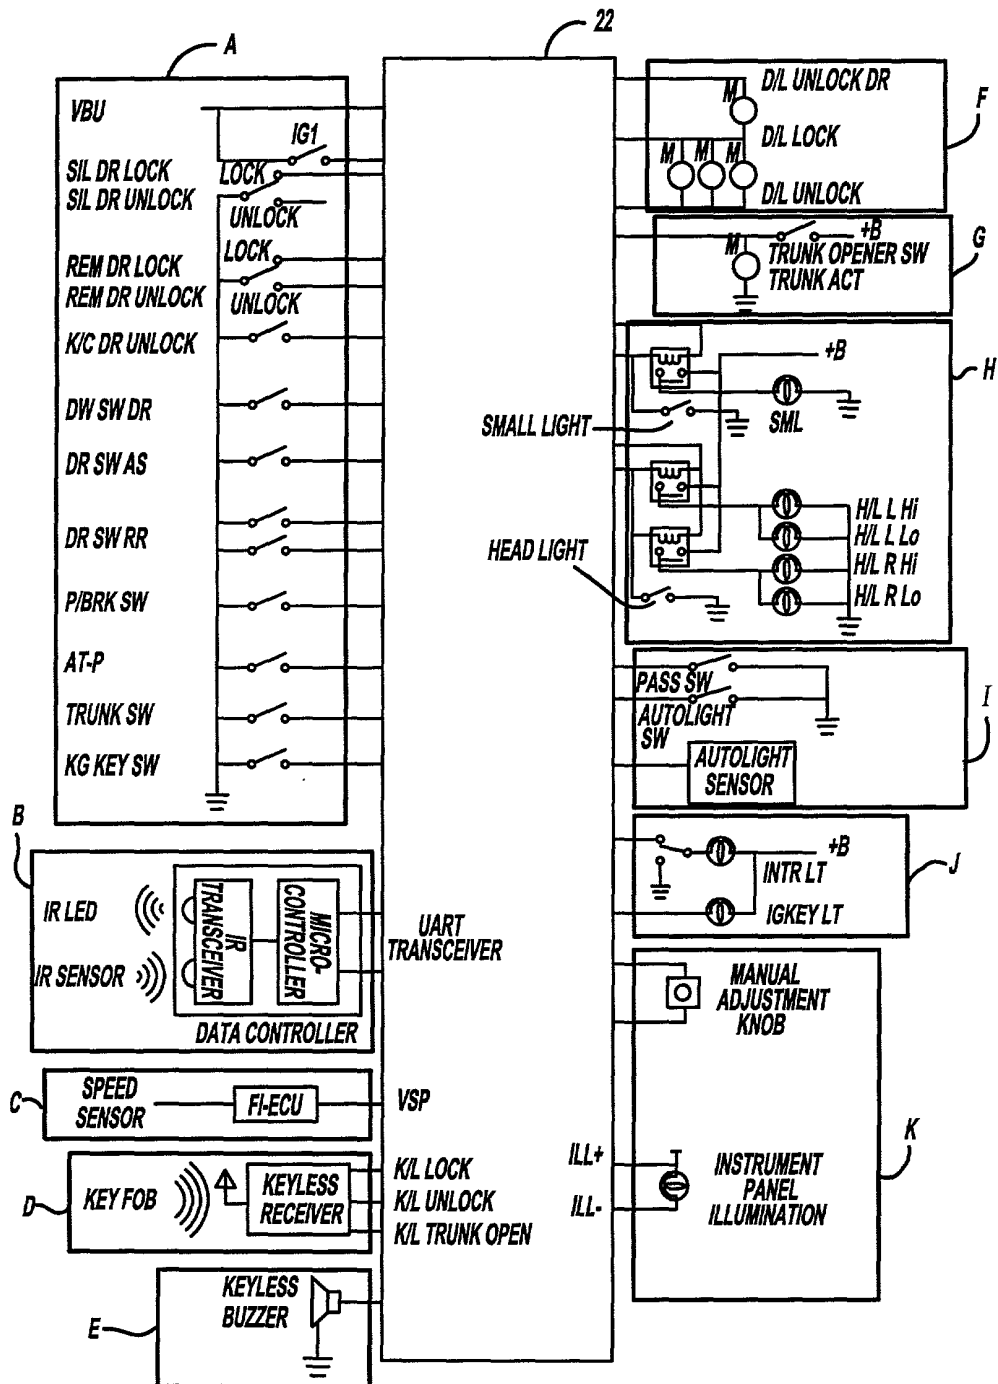 A
22
VBU
IG1
SIL DR LOCK
LOCK
SIL DR UNLOCK
UNLOCK
LOCK
REM DR LOCK
REM DR UNLOCK
UNLOCK
K/C DR UNLOCK
DW SW DR
DR SW AS
DR SW RR
P/BRK SW
AT-P
TRUNK SW
KG KEY SW
B
IR LED
IR SENSOR
IR
TRANSCEIVER
MICRO-
CONTROLLER
DATA CONTROLLER
UART
TRANSCEIVER
C
SPEED
SENSOR
FI-ECU
VSP
D
KEY FOB
KEYLESS
RECEIVER
K/L LOCK
K/L UNLOCK
K/L TRUNK OPEN
E
KEYLESS
BUZZER
F
D/L UNLOCK DR
M
D/L LOCK
M M M
D/L UNLOCK
G
+B
M
TRUNK OPENER SW
TRUNK ACT
H
+B
SML
SMALL LIGHT
HEAD LIGHT
H/L L Hi
H/L L Lo
H/L R Hi
H/L R Lo
I
PASS SW
AUTOLIGHT
SW
AUTOLIGHT
SENSOR
J
+B
INTR LT
IGKEY LT
K
MANUAL
ADJUSTMENT
KNOB
ILL+
ILL-
INSTRUMENT
PANEL
ILLUMINATION